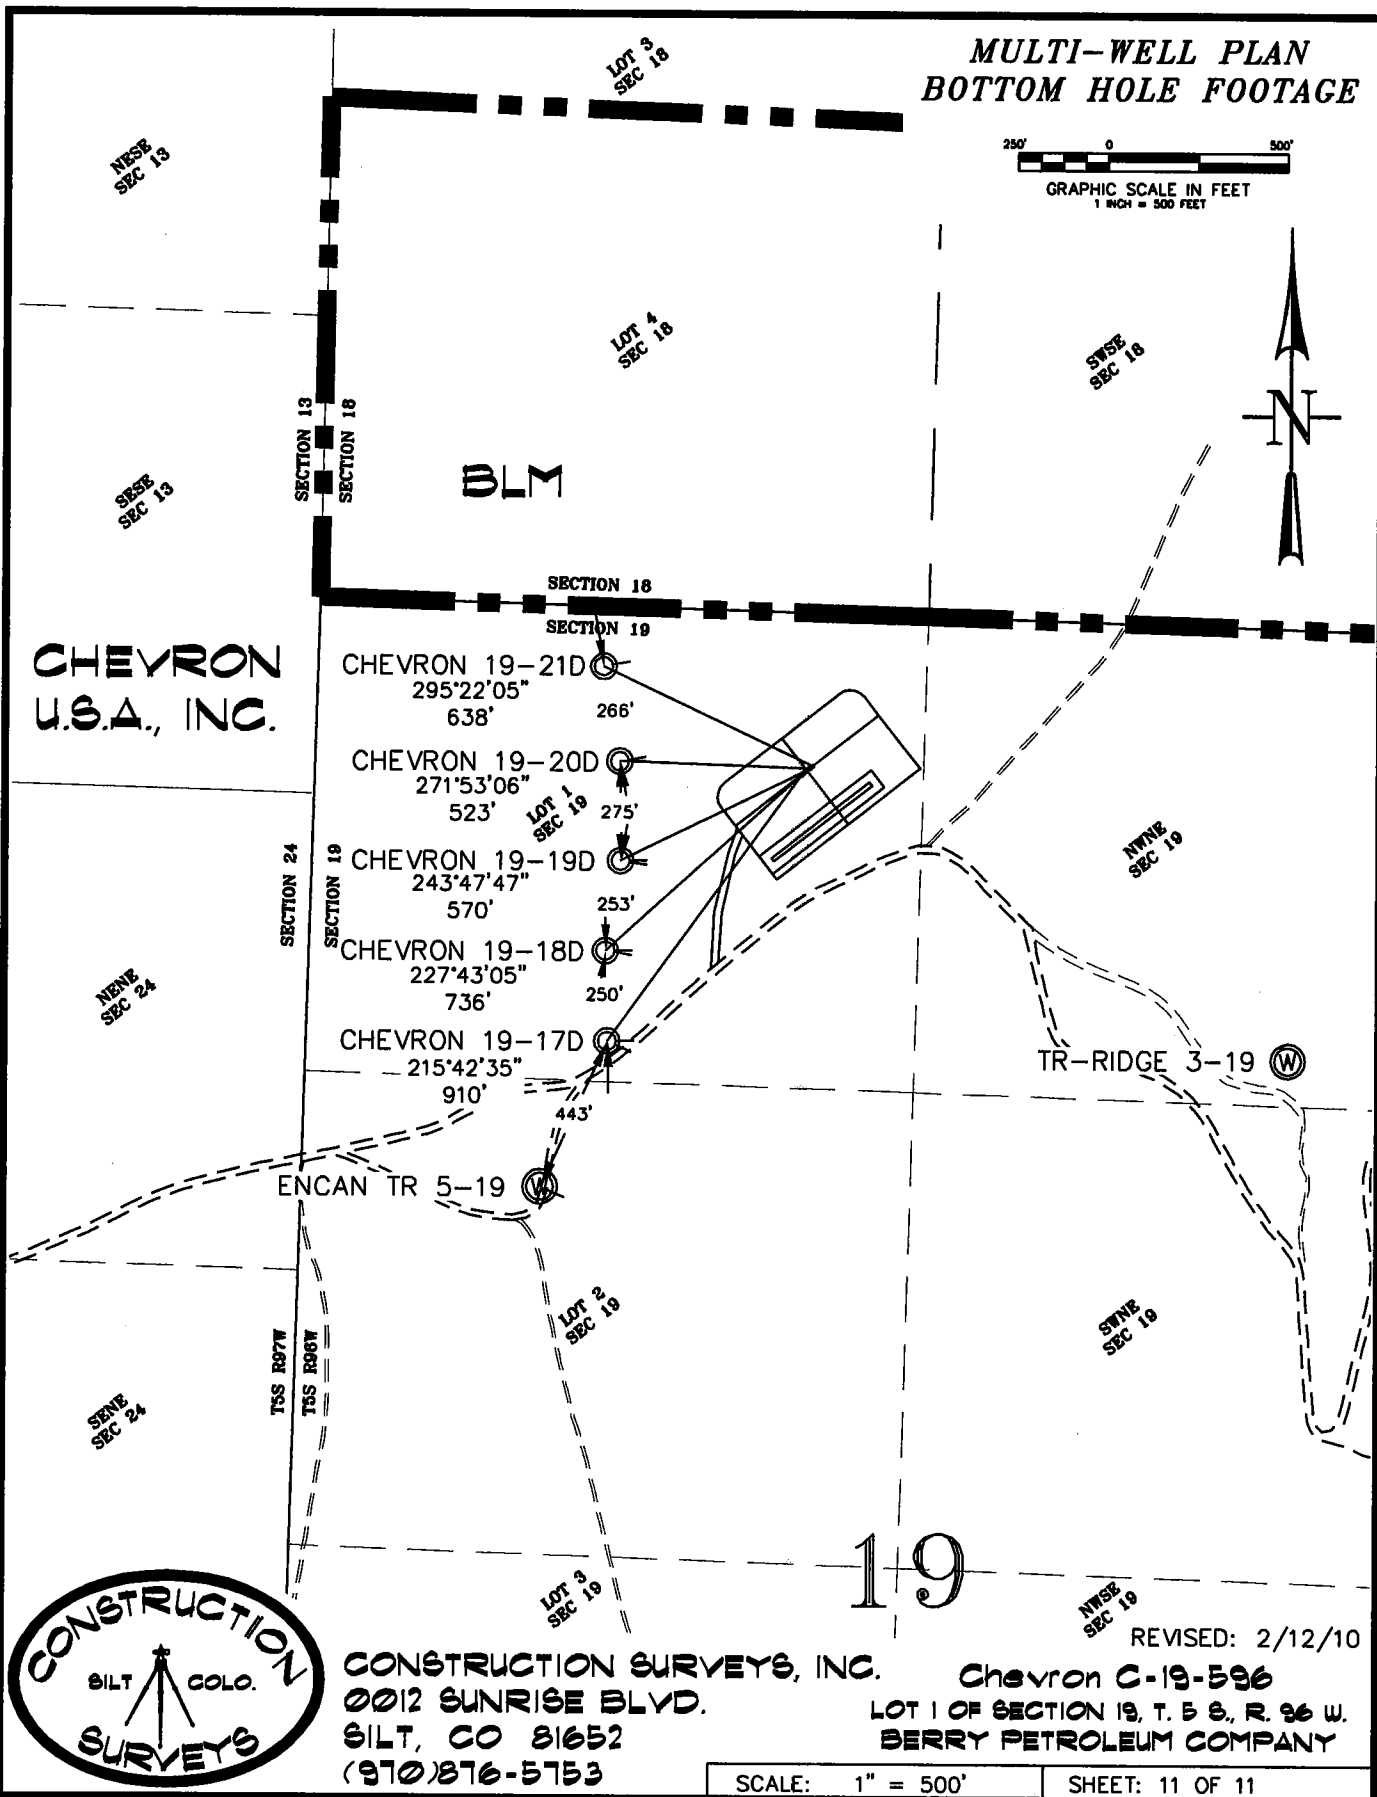 MULTI-WELL PLAN
BOTTOM HOLE FOOTAGE
250' 0 500'
GRAPHIC SCALE IN FEET
1 INCH = 500 FEET
LOT 3
SEC 18
NESE
SEC 13
LOT 4
SEC 18
SWSE
SEC 18
N
SECTION 13
SECTION 18
SESE
SEC 13
BLM
SECTION 18
SECTION 19
CHEVRON
U.S.A., INC.
CHEVRON 19-21D
295°22'05"
638'
266'
CHEVRON 19-20D
271°53'06"
523'
LOT 1
SEC 19
275'
CHEVRON 19-19D
243°47'47"
570'
253'
SECTION 24
SECTION 19
CHEVRON 19-18D
227°43'05"
736'
250'
NWNE
SEC 19
NENE
SEC 24
CHEVRON 19-17D
215°42'35"
910'
443'
TR-RIDGE 3-19 W
ENCAN TR 5-19 W
LOT 2
SEC 19
SWNE
SEC 19
T5S R97W
T5S R96W
SENE
SEC 24
19
LOT 3
SEC 19
NWSE
SEC 19
REVISED: 2/12/10
CONSTRUCTION
SILT COLO.
SURVEYS
CONSTRUCTION SURVEYS, INC.
0012 SUNRISE BLVD.
SILT, CO 81652
(970)876-5753
Chevron C-19-596
LOT 1 OF SECTION 19, T. 5 S., R. 96 W.
BERRY PETROLEUM COMPANY
SCALE: 1" = 500'
SHEET: 11 OF 11